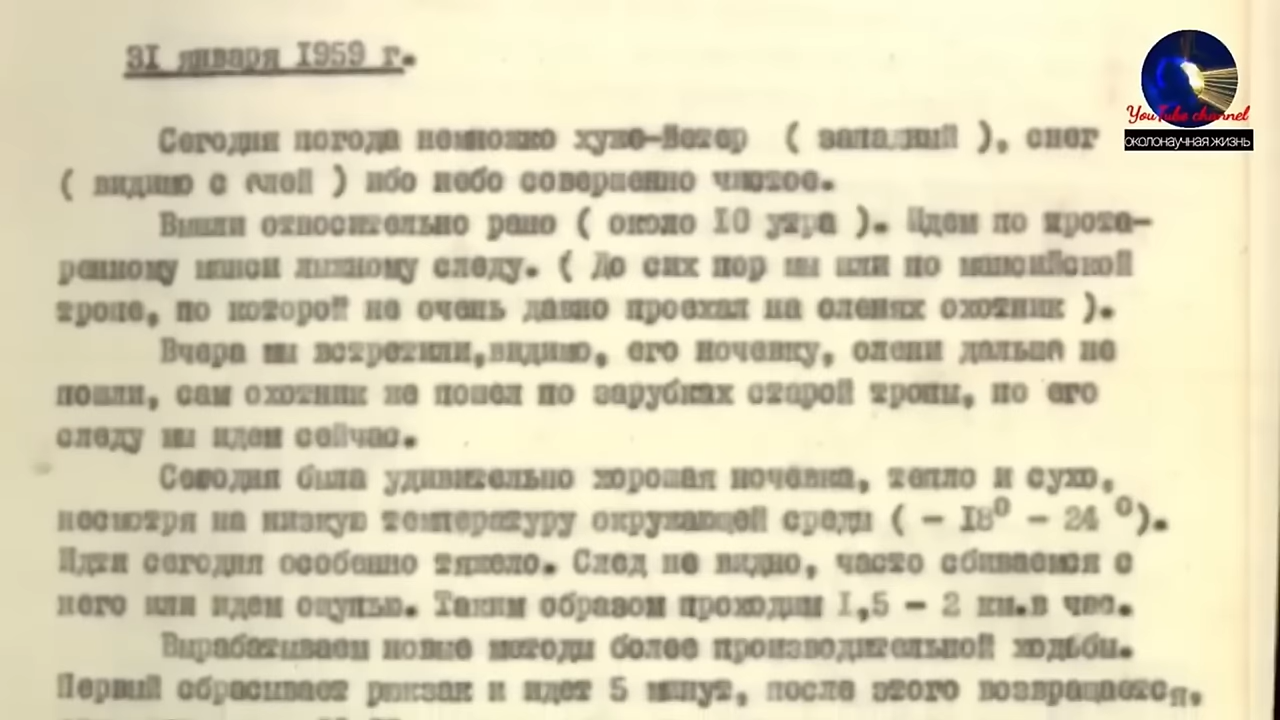 31 января 1959 г.
Сегодня погода немножко хуже-Ветер ( западный ), снег
( видимо с елей ) ибо небо совершенно чистое.
Вышли относительно рано ( около 10 утра ). Идем по прото-
ренному манси лыжному следу. ( До сих пор мы шли по мансийской
тропе, по которой не очень давно проехал на оленях охотник ).
Вчера мы встретили,видимо, его ночевку, олени дальше не
пошли, сам охотник не пошел по зарубкам старой тропы, по его
следу мы идем сейчас.
Сегодня была удивительно хорошая ночевка, тепло и сухо,
несмотря на низкую температуру окружающей среды ( - 18⁰ - 24 ⁰).
Идти сегодня особенно тяжело. След не видно, часто сбиваемся с
него или идем ощупью. Таким образом проходим 1,5 - 2 км.в час.
Вырабатываем новые методы более производительной ходьбы.
Первый сбрасывает рюкзак и идет 5 минут, после этого возвращается,
YouTube channel
околонаучная жизнь